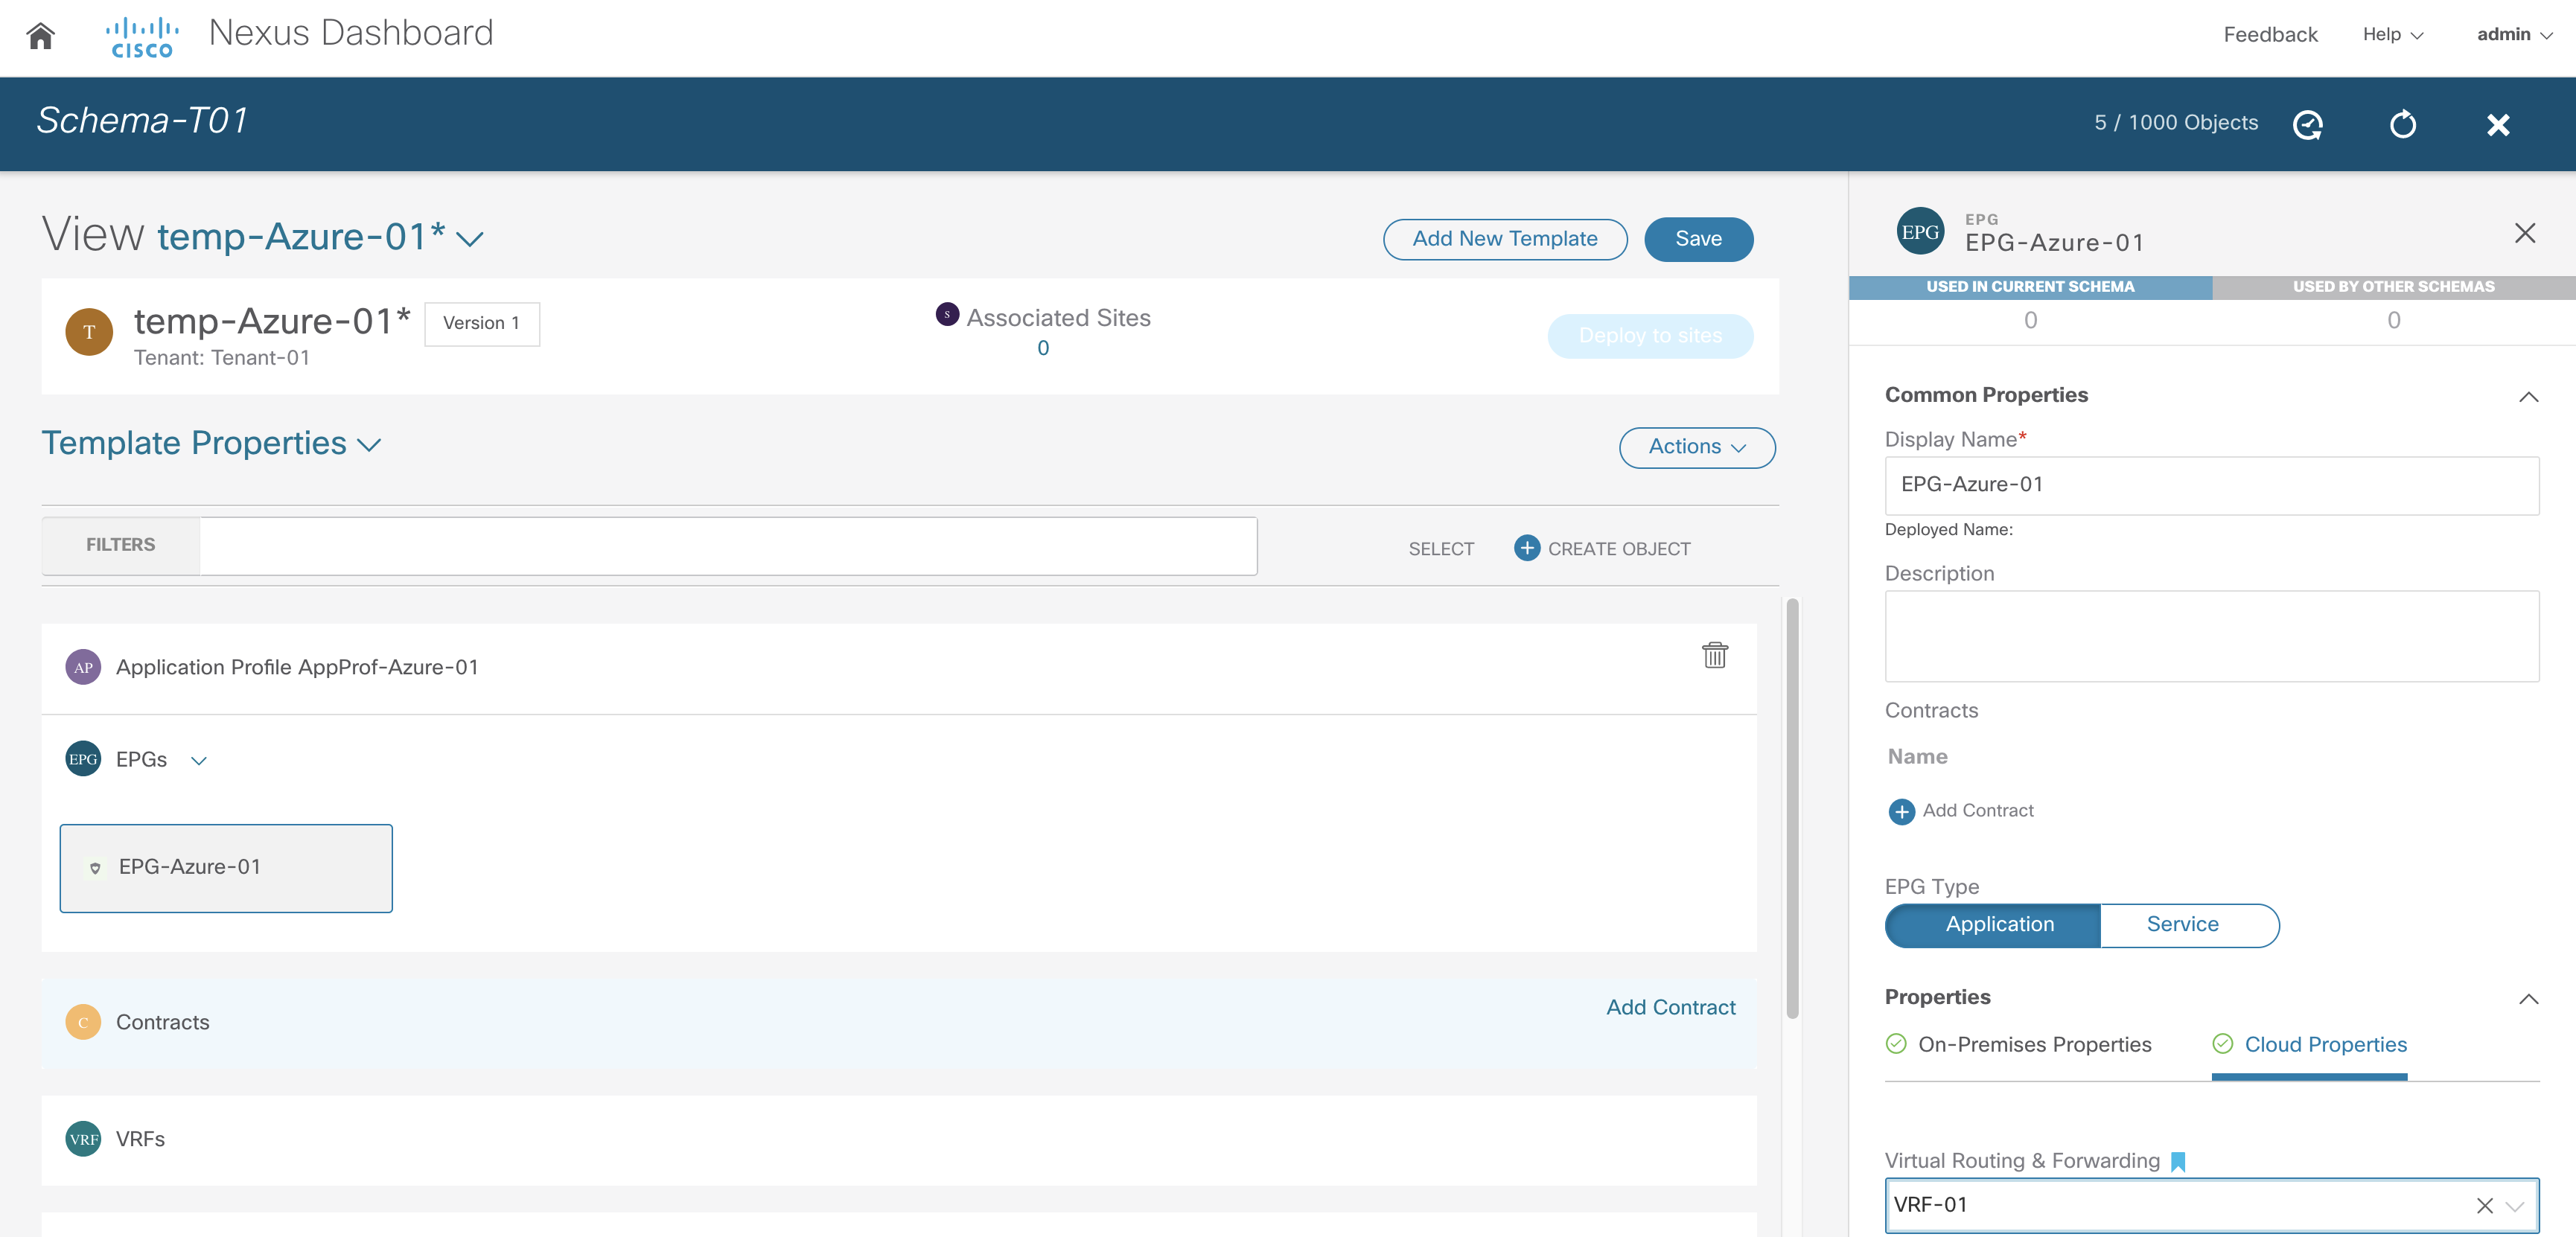 CISCO Nexus Dashboard Feedback Help admin
Schema-T01 5 / 1000 Objects
View temp-Azure-01* Add New Template Save
T temp-Azure-01* Version 1 S Associated Sites Deploy to sites
Tenant: Tenant-01 0
Template Properties Actions
FILTERS SELECT CREATE OBJECT
AP Application Profile AppProf-Azure-01
EPG EPGs
EPG-Azure-01
C Contracts Add Contract
VRF VRFs
EPG EPG
EPG-Azure-01
USED IN CURRENT SCHEMA USED BY OTHER SCHEMAS
0 0
Common Properties
Display Name*
EPG-Azure-01
Deployed Name:
Description
Contracts
Name
Add Contract
EPG Type
Application Service
Properties
On-Premises Properties Cloud Properties
Virtual Routing & Forwarding
VRF-01